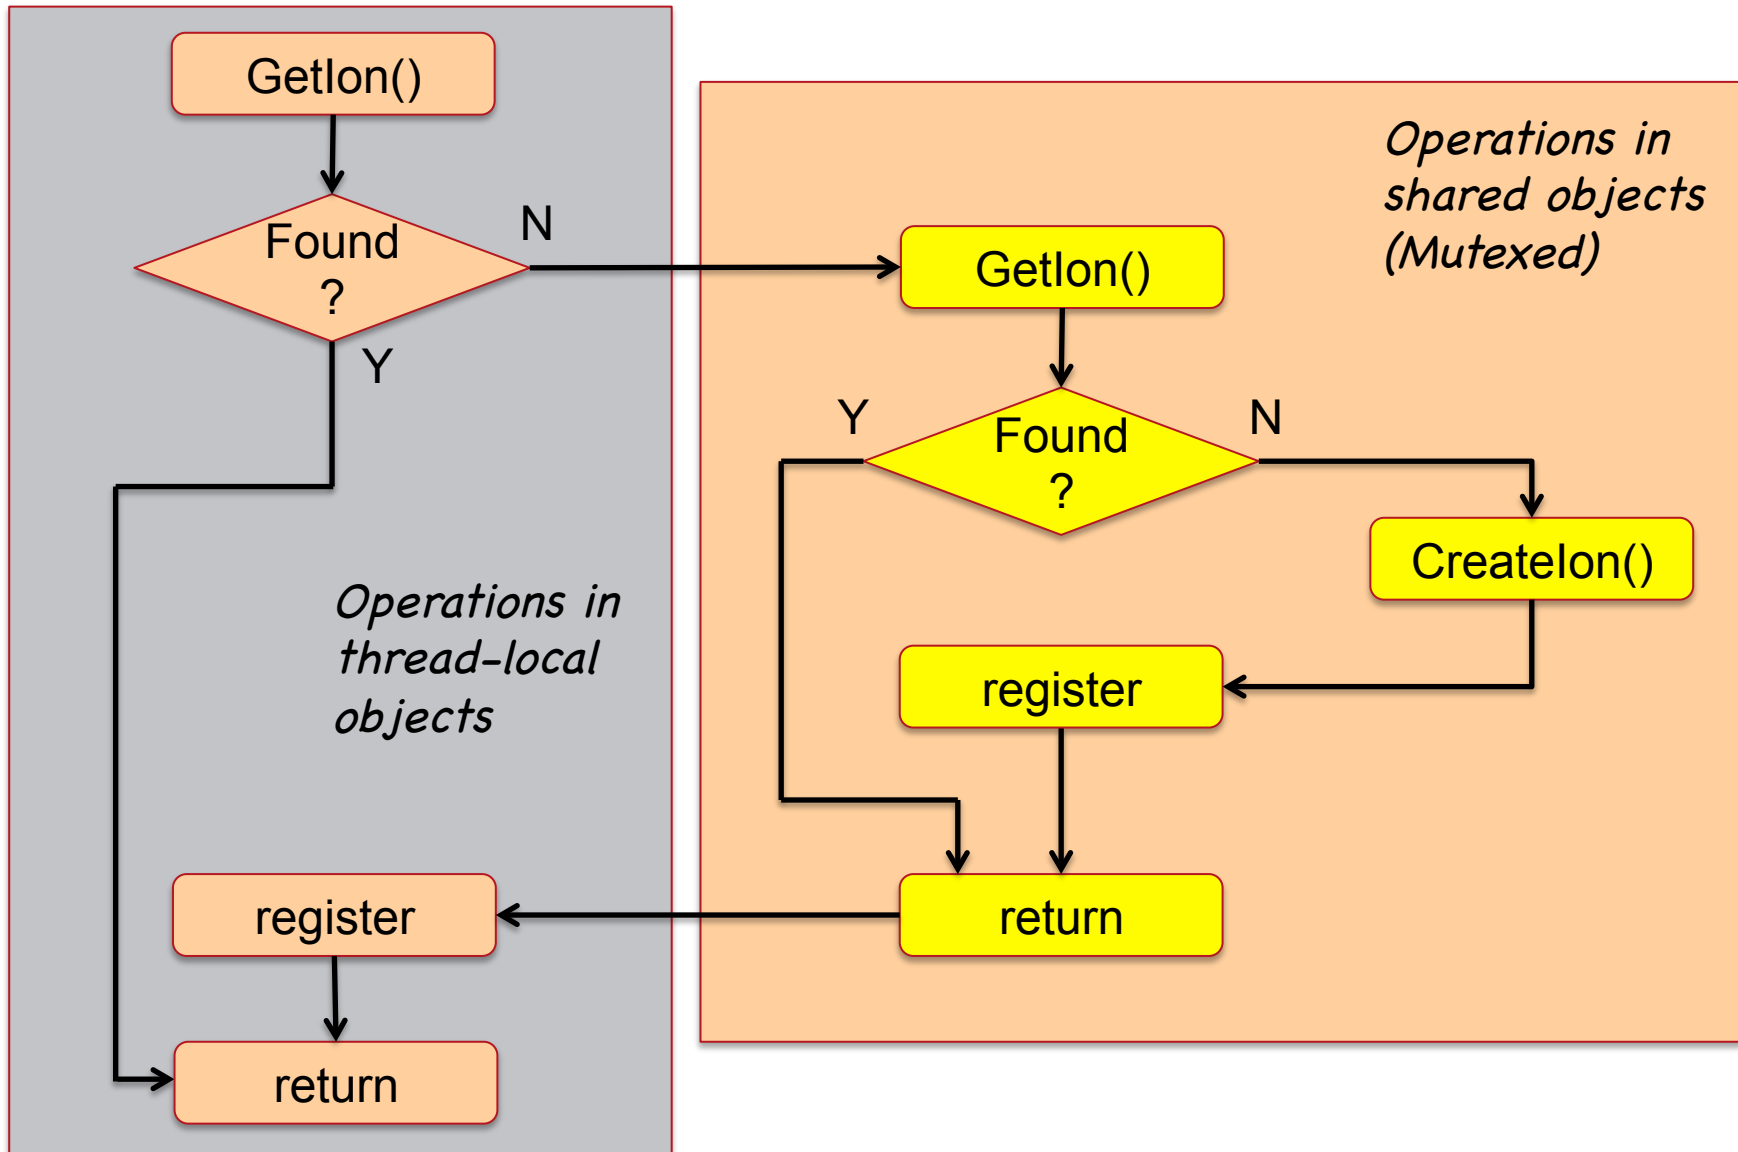 GetIon()
Found
?
N
Y
Operations in
thread-local
objects
register
return
Operations in
shared objects
(Mutexed)
GetIon()
Found
?
Y
N
CreateIon()
register
return